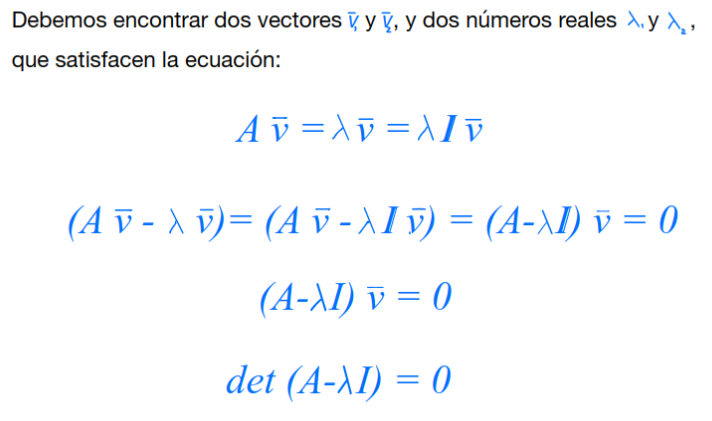 Debemos encontrar dos vectores v̄₁ y v̄₂, y dos números reales λ₁ y λ₂,
que satisfacen la ecuación:
A v̄ = λ v̄ = λ I v̄
(A v̄ - λ v̄)= (A v̄ - λ I v̄) = (A-λI) v̄ = 0
(A-λI) v̄ = 0
det (A-λI) = 0